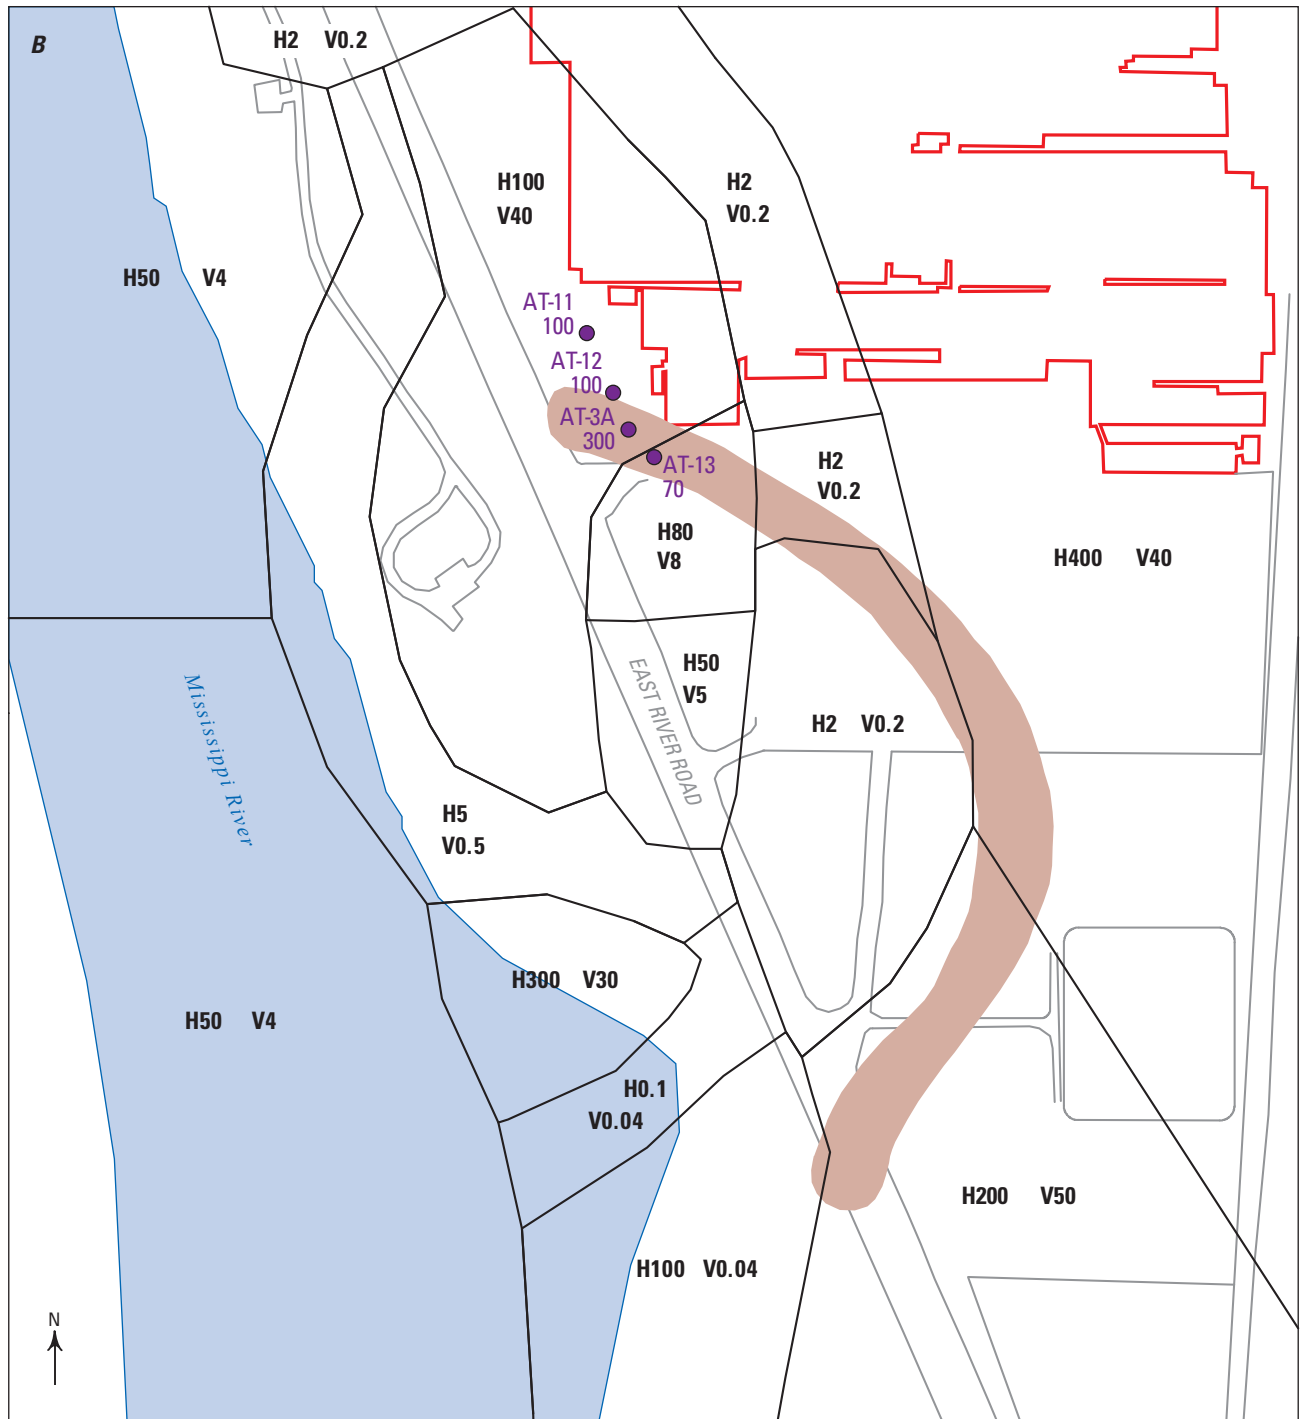 B
H2 V0.2
H100
V40
H2
V0.2
H50 V4
AT-11
100
AT-12
100
AT-3A
300
AT-13
70
H2
V0.2
H80
V8
H400 V40
EAST RIVER ROAD
H50
V5
Mississippi River
H2 V0.2
H5
V0.5
H300 V30
H50 V4
H0.1
V0.04
H200 V50
H100 V0.04
N